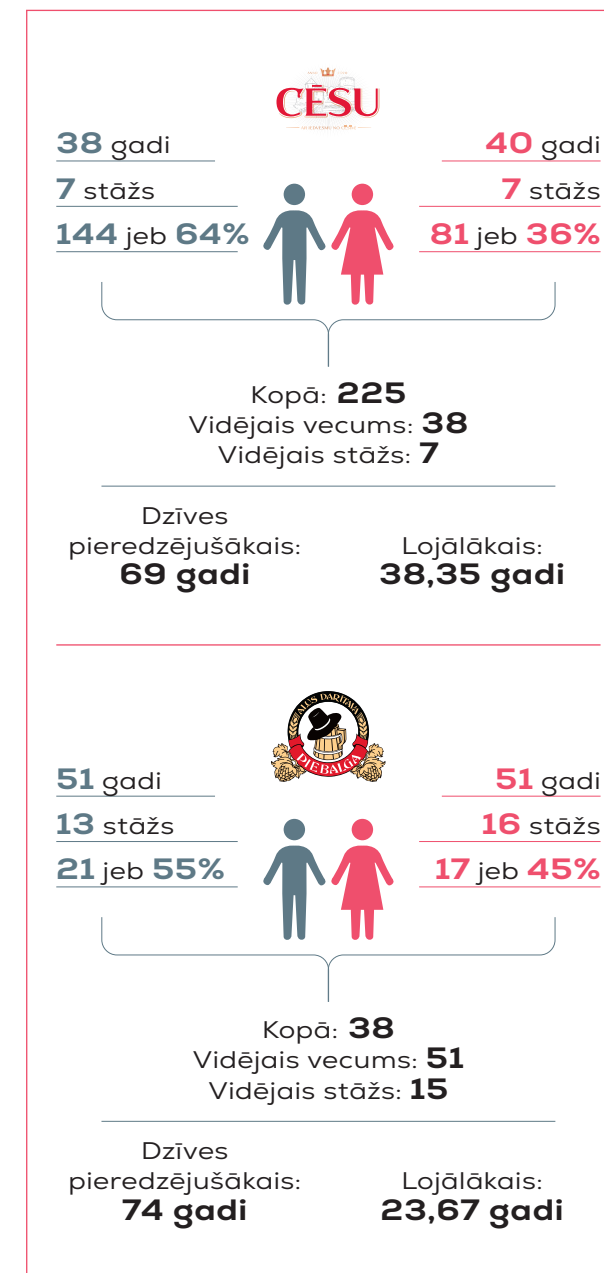 CĒSU
38 gadi
7 stāžs
144 jeb 64%
40 gadi
7 stāžs
81 jeb 36%
Kopā: 225
Vidējais vecums: 38
Vidējais stāžs: 7
Dzīves
pieredzējušākais:
69 gadi
Lojālākais:
38,35 gadi
ALUS DARĪTAVA
PIEBALGA
51 gadi
13 stāžs
21 jeb 55%
51 gadi
16 stāžs
17 jeb 45%
Kopā: 38
Vidējais vecums: 51
Vidējais stāžs: 15
Dzīves
pieredzējušākais:
74 gadi
Lojālākais:
23,67 gadi